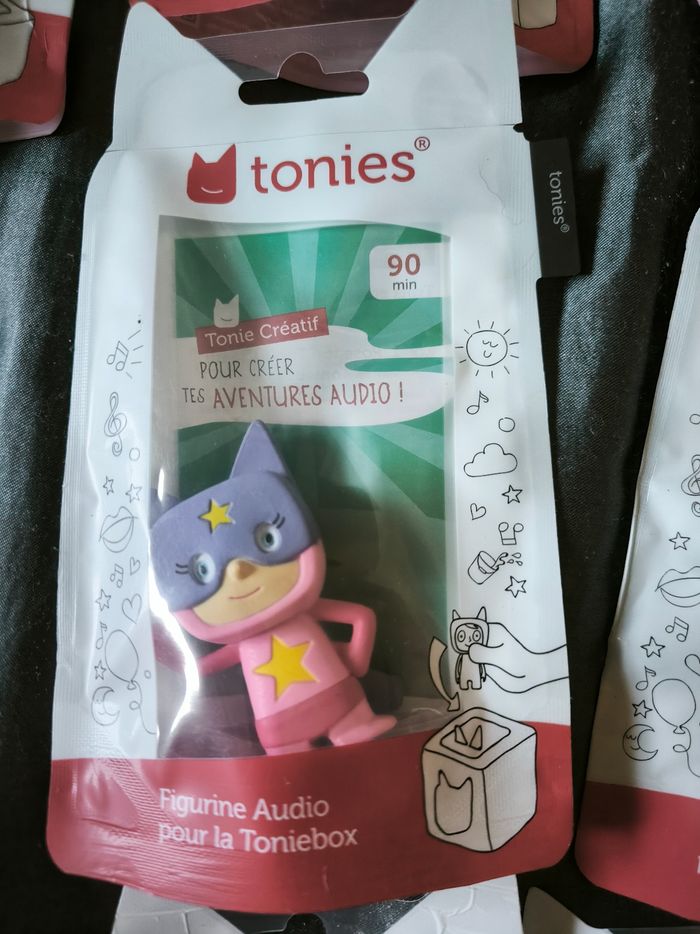 tonies®
tonies®
90
min
Tonie Créatif
POUR CRÉER
TES AVENTURES AUDIO !
Figurine Audio
pour la Toniebox